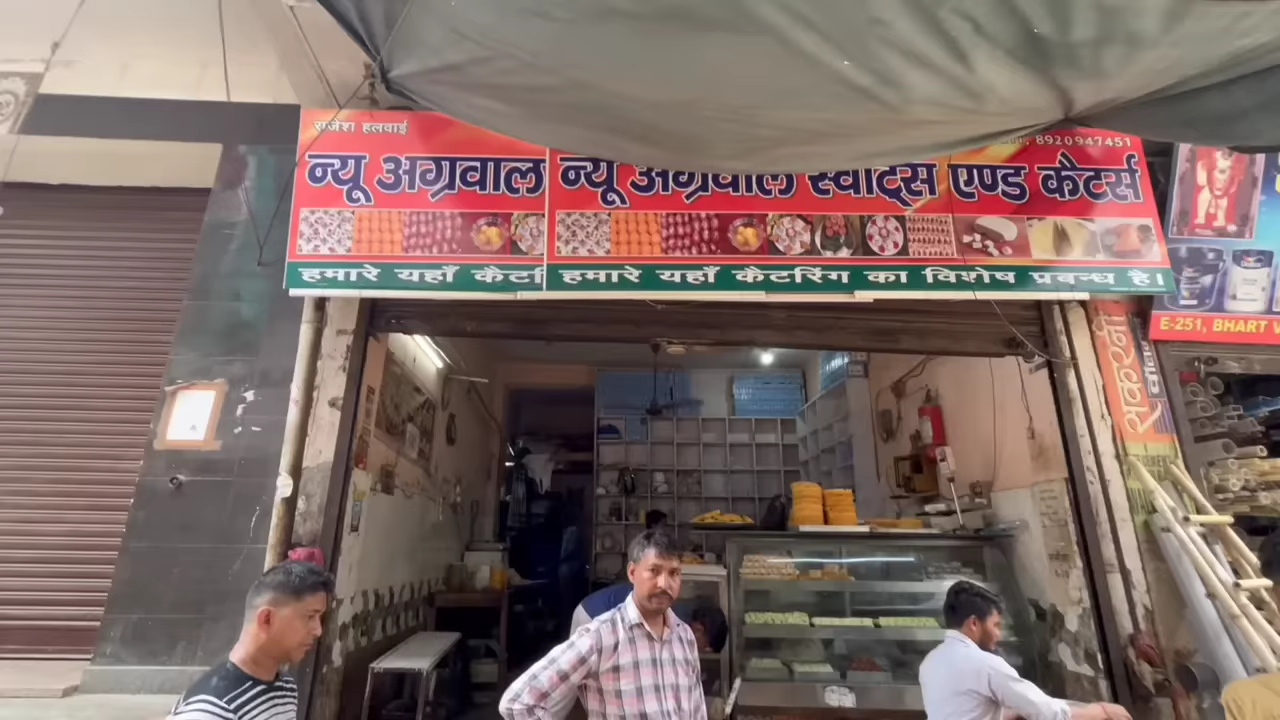 राजेश हलवाई
8920947451
न्यू अग्रवाल
न्यू अग्रवाल स्वीट्स एण्ड कैटर्स
हमारे यहाँ कैटरिं
हमारे यहाँ कैटरिंग का विशेष प्रबन्ध है।
E-251, BHART